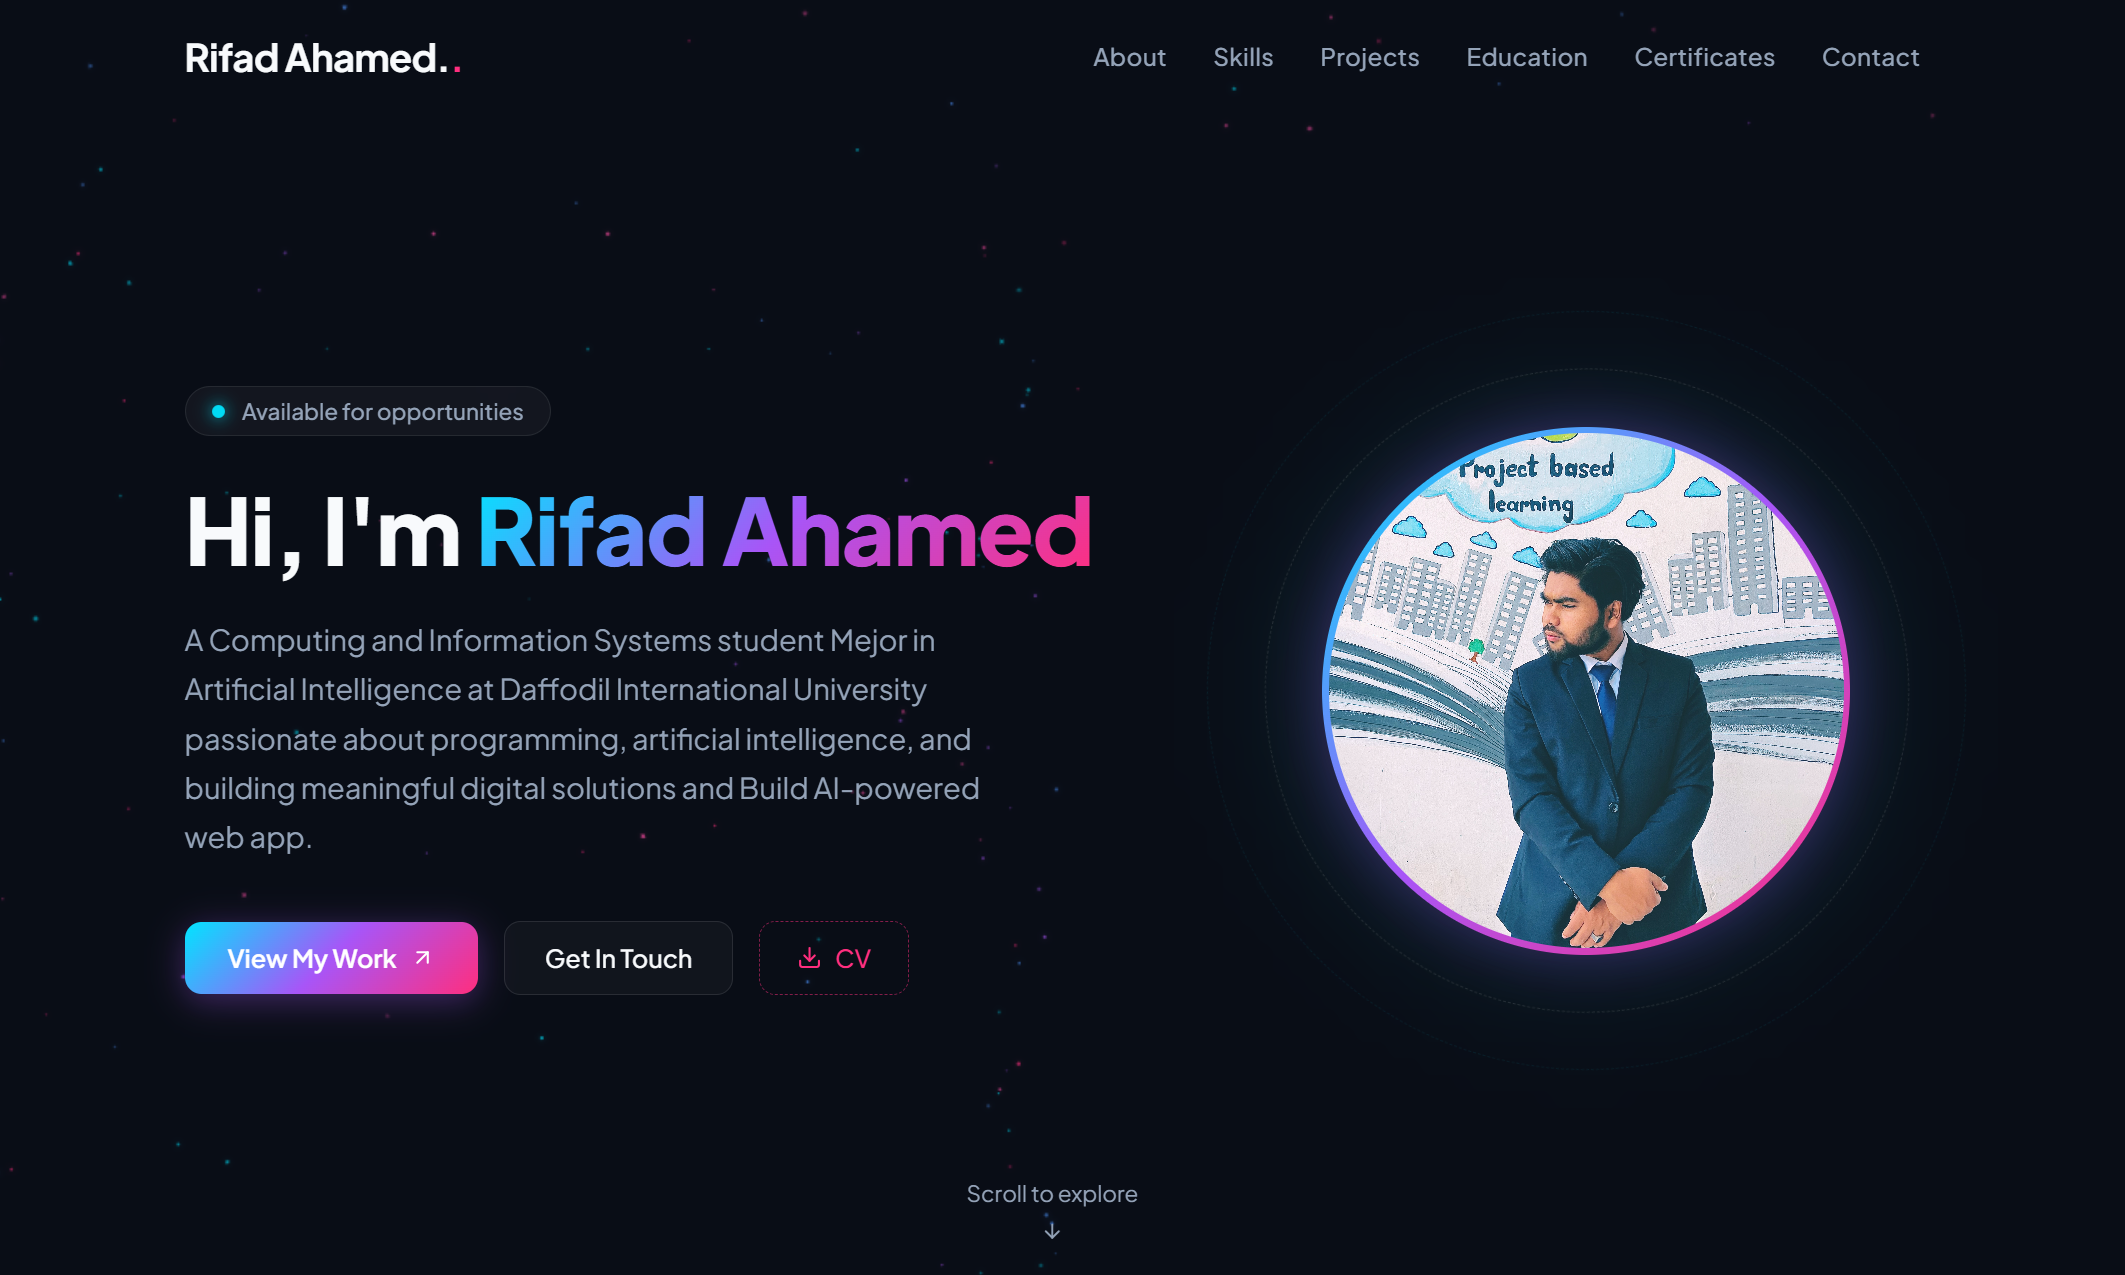 Rifad Ahamed..
About Skills Projects Education Certificates Contact
Available for opportunities
Hi, I'm Rifad Ahamed
A Computing and Information Systems student Mejor in
Artificial Intelligence at Daffodil International University
passionate about programming, artificial intelligence, and
building meaningful digital solutions and Build AI-powered
web app.
View My Work
Get In Touch
CV
Project based
learning
Scroll to explore